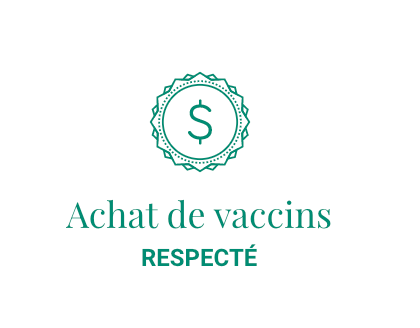 $
Achat de vaccins
RESPECTÉ